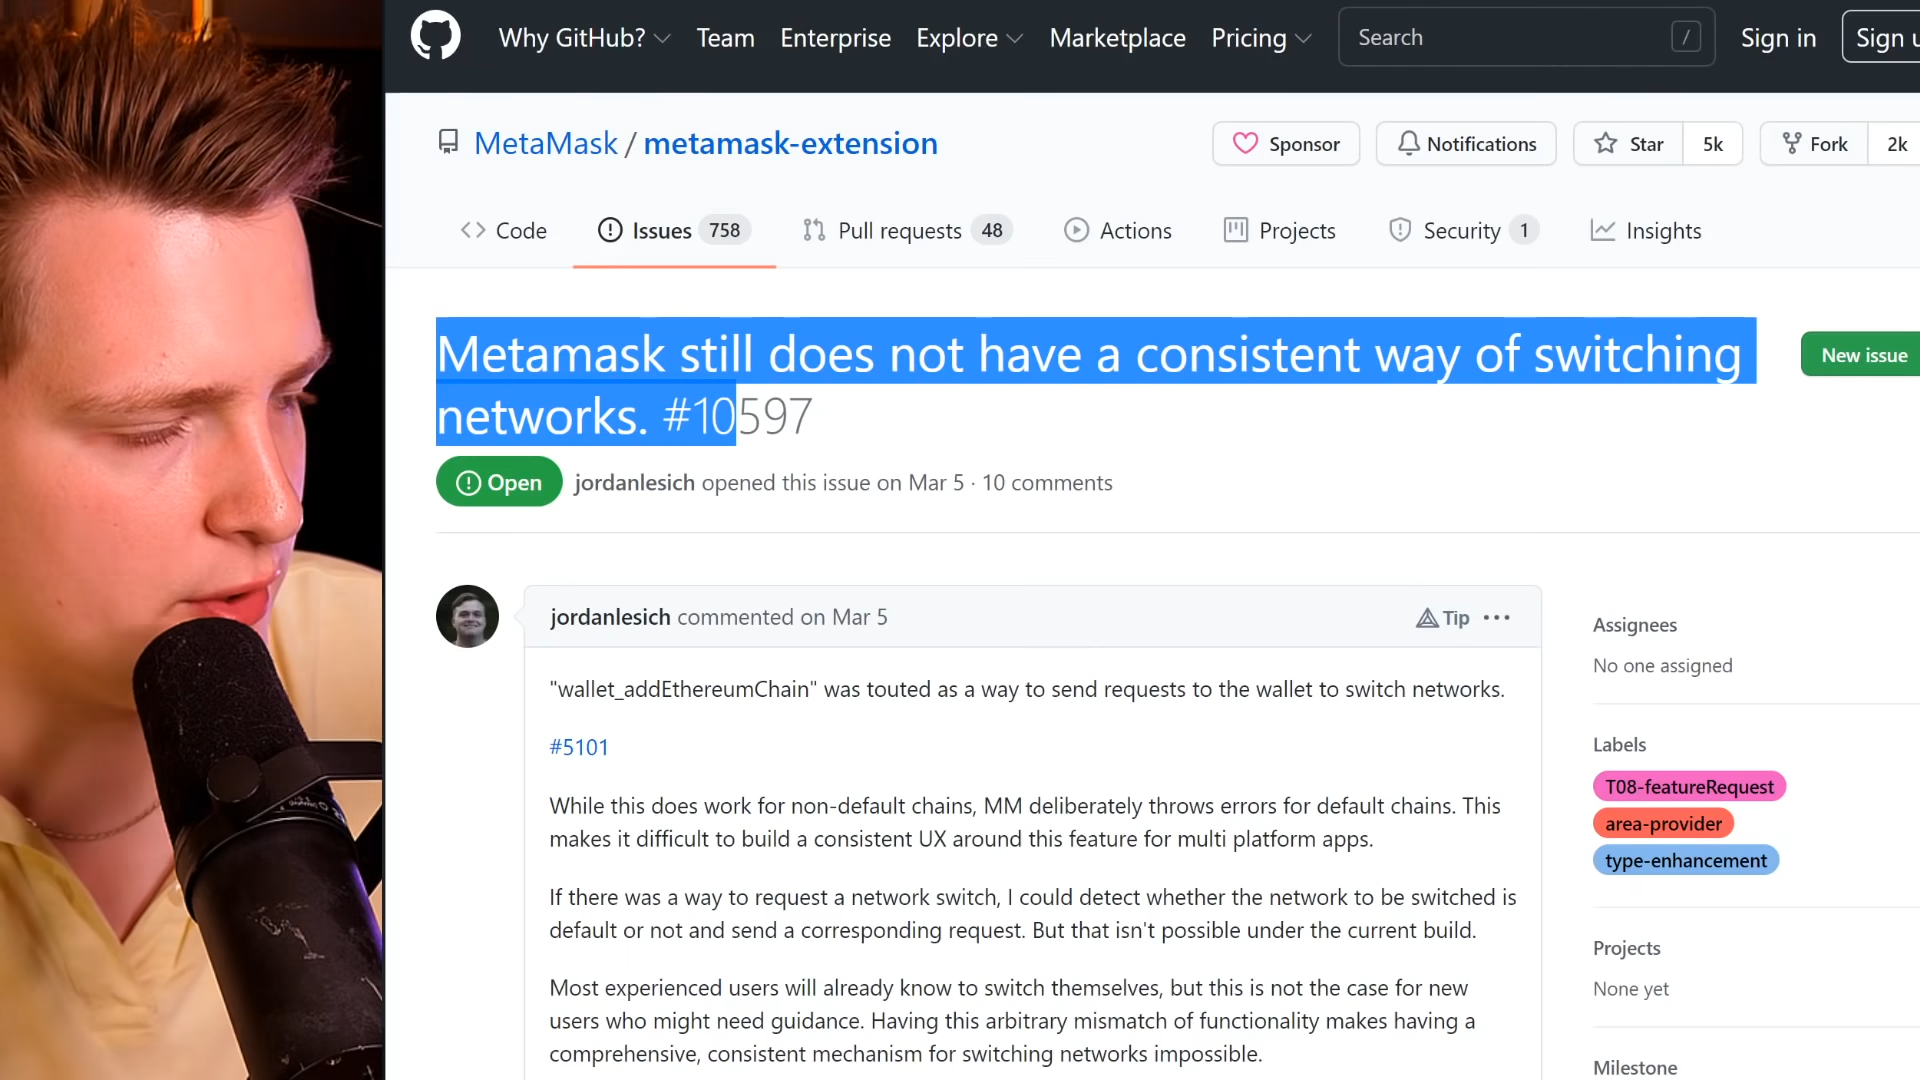 Why GitHub? Team Enterprise Explore Marketplace Pricing Search / Sign in Sign
MetaMask / metamask-extension Sponsor Notifications Star 5k Fork 2k
Code Issues 758 Pull requests 48 Actions Projects Security 1 Insights
Metamask still does not have a consistent way of switching
networks. #10597
New issue
Open jordanlesich opened this issue on Mar 5 · 10 comments
jordanlesich commented on Mar 5 Tip ···
"wallet_addEthereumChain" was touted as a way to send requests to the wallet to switch networks.
#5101
While this does work for non-default chains, MM deliberately throws errors for default chains. This
makes it difficult to build a consistent UX around this feature for multi platform apps.
If there was a way to request a network switch, I could detect whether the network to be switched is
default or not and send a corresponding request. But that isn't possible under the current build.
Most experienced users will already know to switch themselves, but this is not the case for new
users who might need guidance. Having this arbitrary mismatch of functionality makes having a
comprehensive, consistent mechanism for switching networks impossible.
Assignees
No one assigned
Labels
T08-featureRequest
area-provider
type-enhancement
Projects
None yet
Milestone